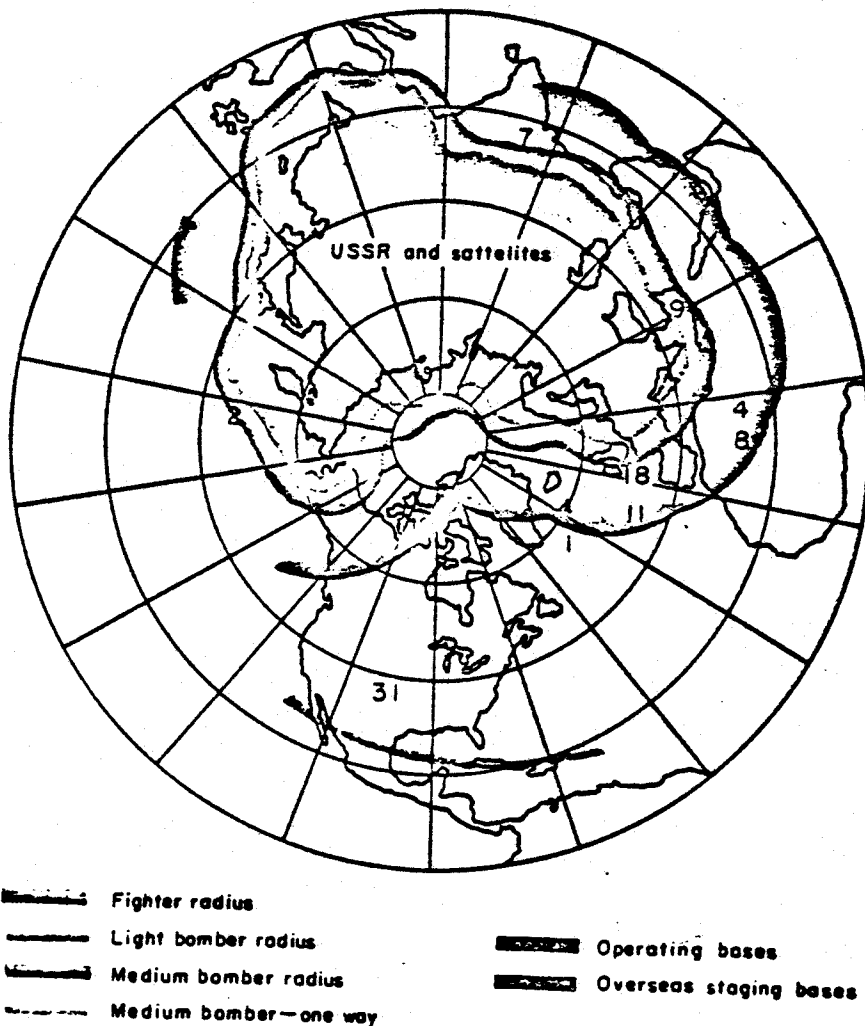 7
USSR and sattelites
9
2
4
8
18
11
1
31
Fighter radius
Light bomber radius
Operating bases
Medium bomber radius
Overseas staging bases
Medium bomber—one way